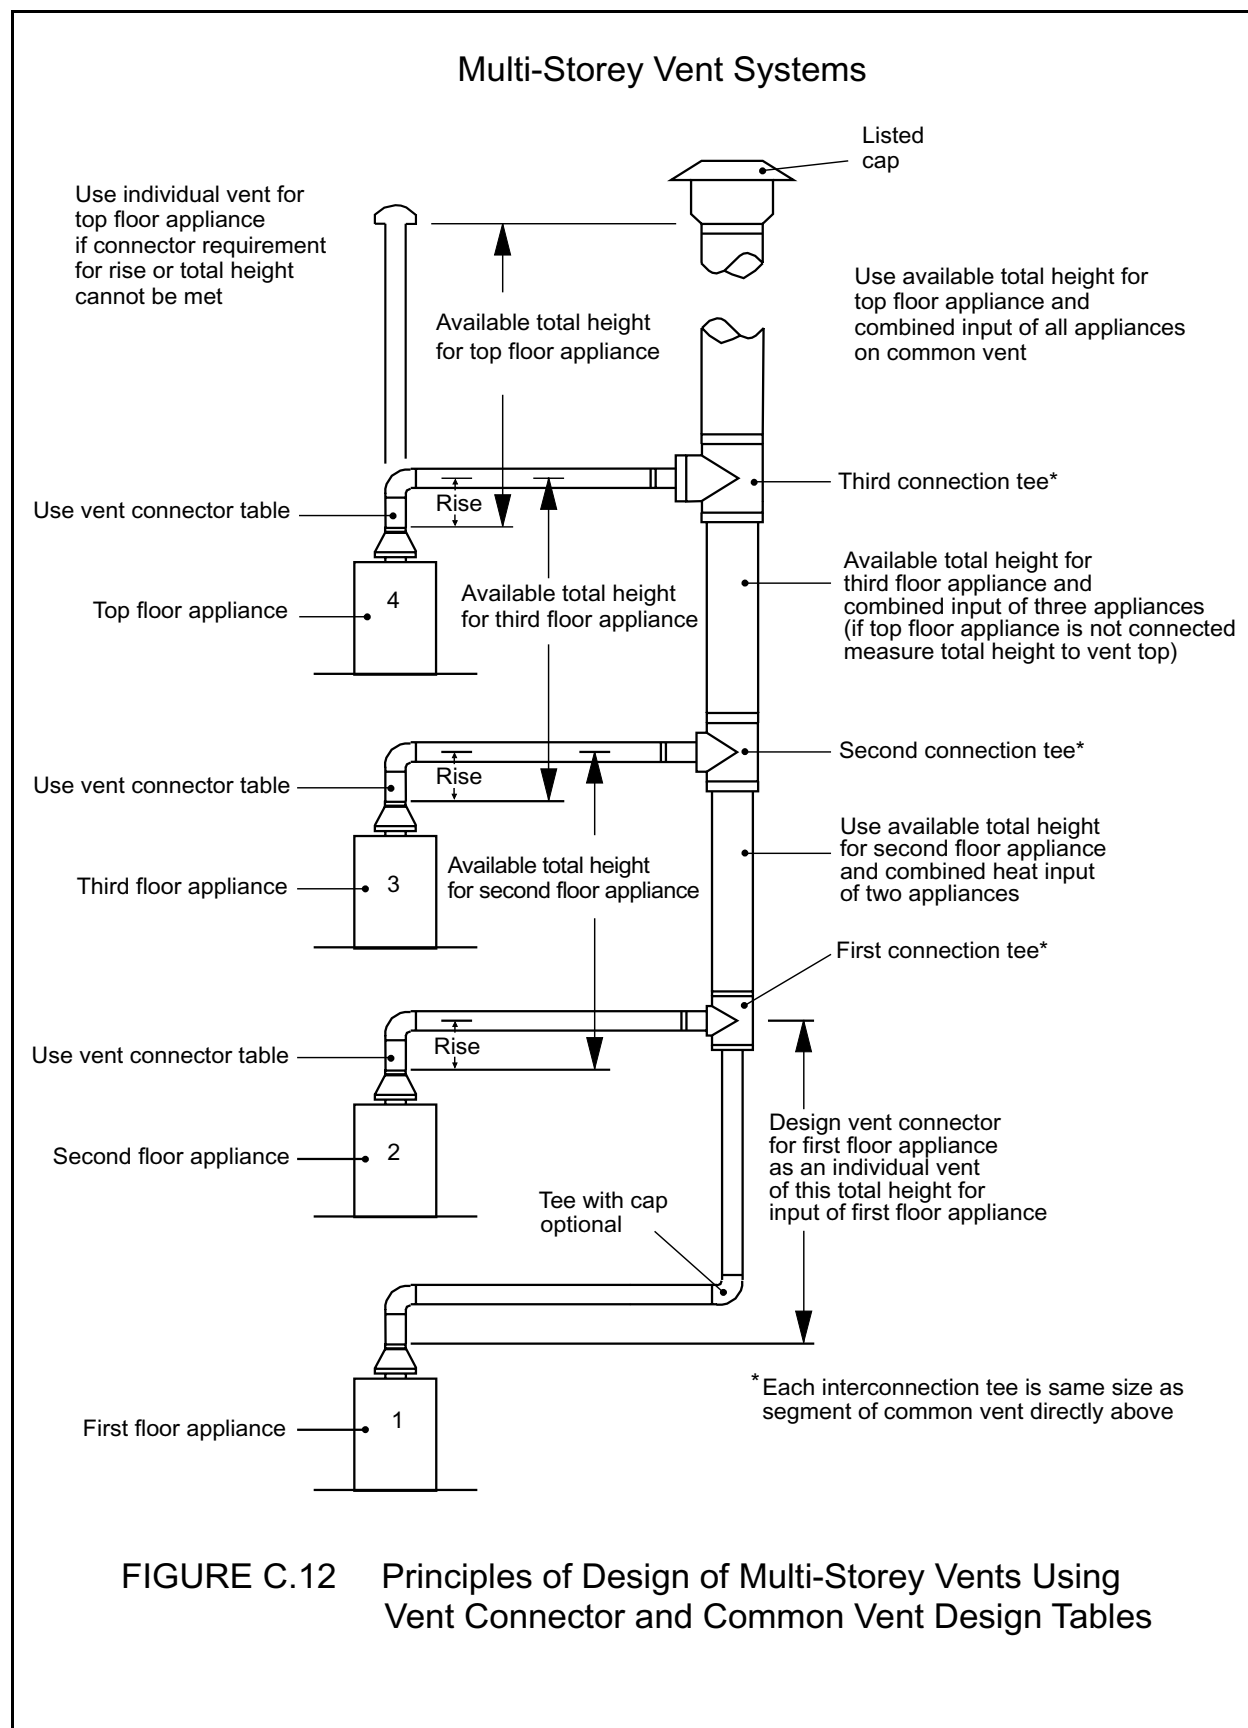 Multi-Storey Vent Systems
Listed
cap
Use individual vent for
top floor appliance
if connector requirement
for rise or total height
cannot be met
Available total height
for top floor appliance
Use available total height for
top floor appliance and
combined input of all appliances
on common vent
Use vent connector table
Rise
Third connection tee*
Top floor appliance
4
Available total height
for third floor appliance
Available total height for
third floor appliance and
combined input of three appliances
(if top floor appliance is not connected
measure total height to vent top)
Use vent connector table
Rise
Second connection tee*
Third floor appliance
3
Available total height
for second floor appliance
Use available total height
for second floor appliance
and combined heat input
of two appliances
First connection tee*
Use vent connector table
Rise
Second floor appliance
2
Design vent connector
for first floor appliance
as an individual vent
of this total height for
input of first floor appliance
Tee with cap
optional
First floor appliance
1
*Each interconnection tee is same size as
segment of common vent directly above
FIGURE C.12 Principles of Design of Multi-Storey Vents Using
Vent Connector and Common Vent Design Tables